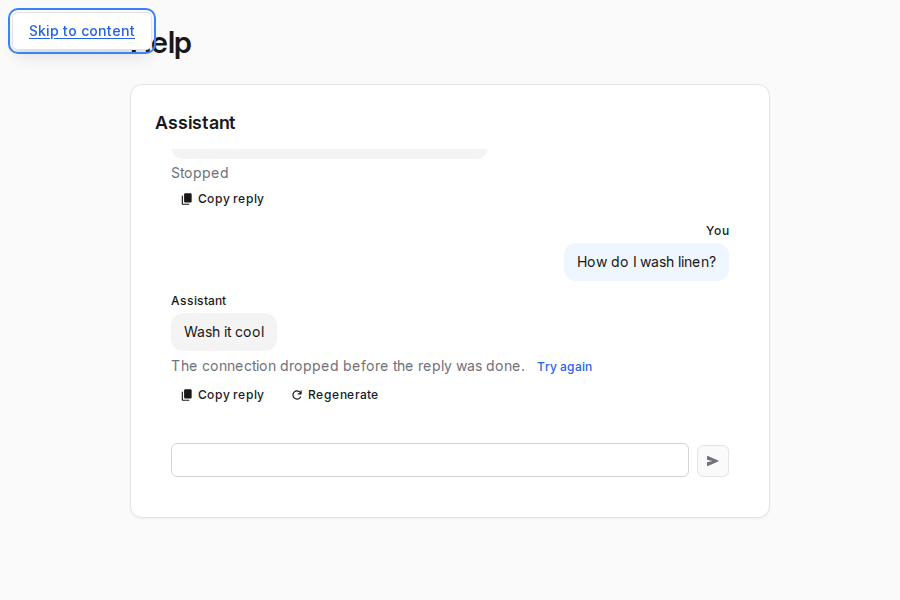 Skip to content
Help
Assistant
Stopped
Copy reply
You
How do I wash linen?
Assistant
Wash it cool
The connection dropped before the reply was done. Try again
Copy reply Regenerate